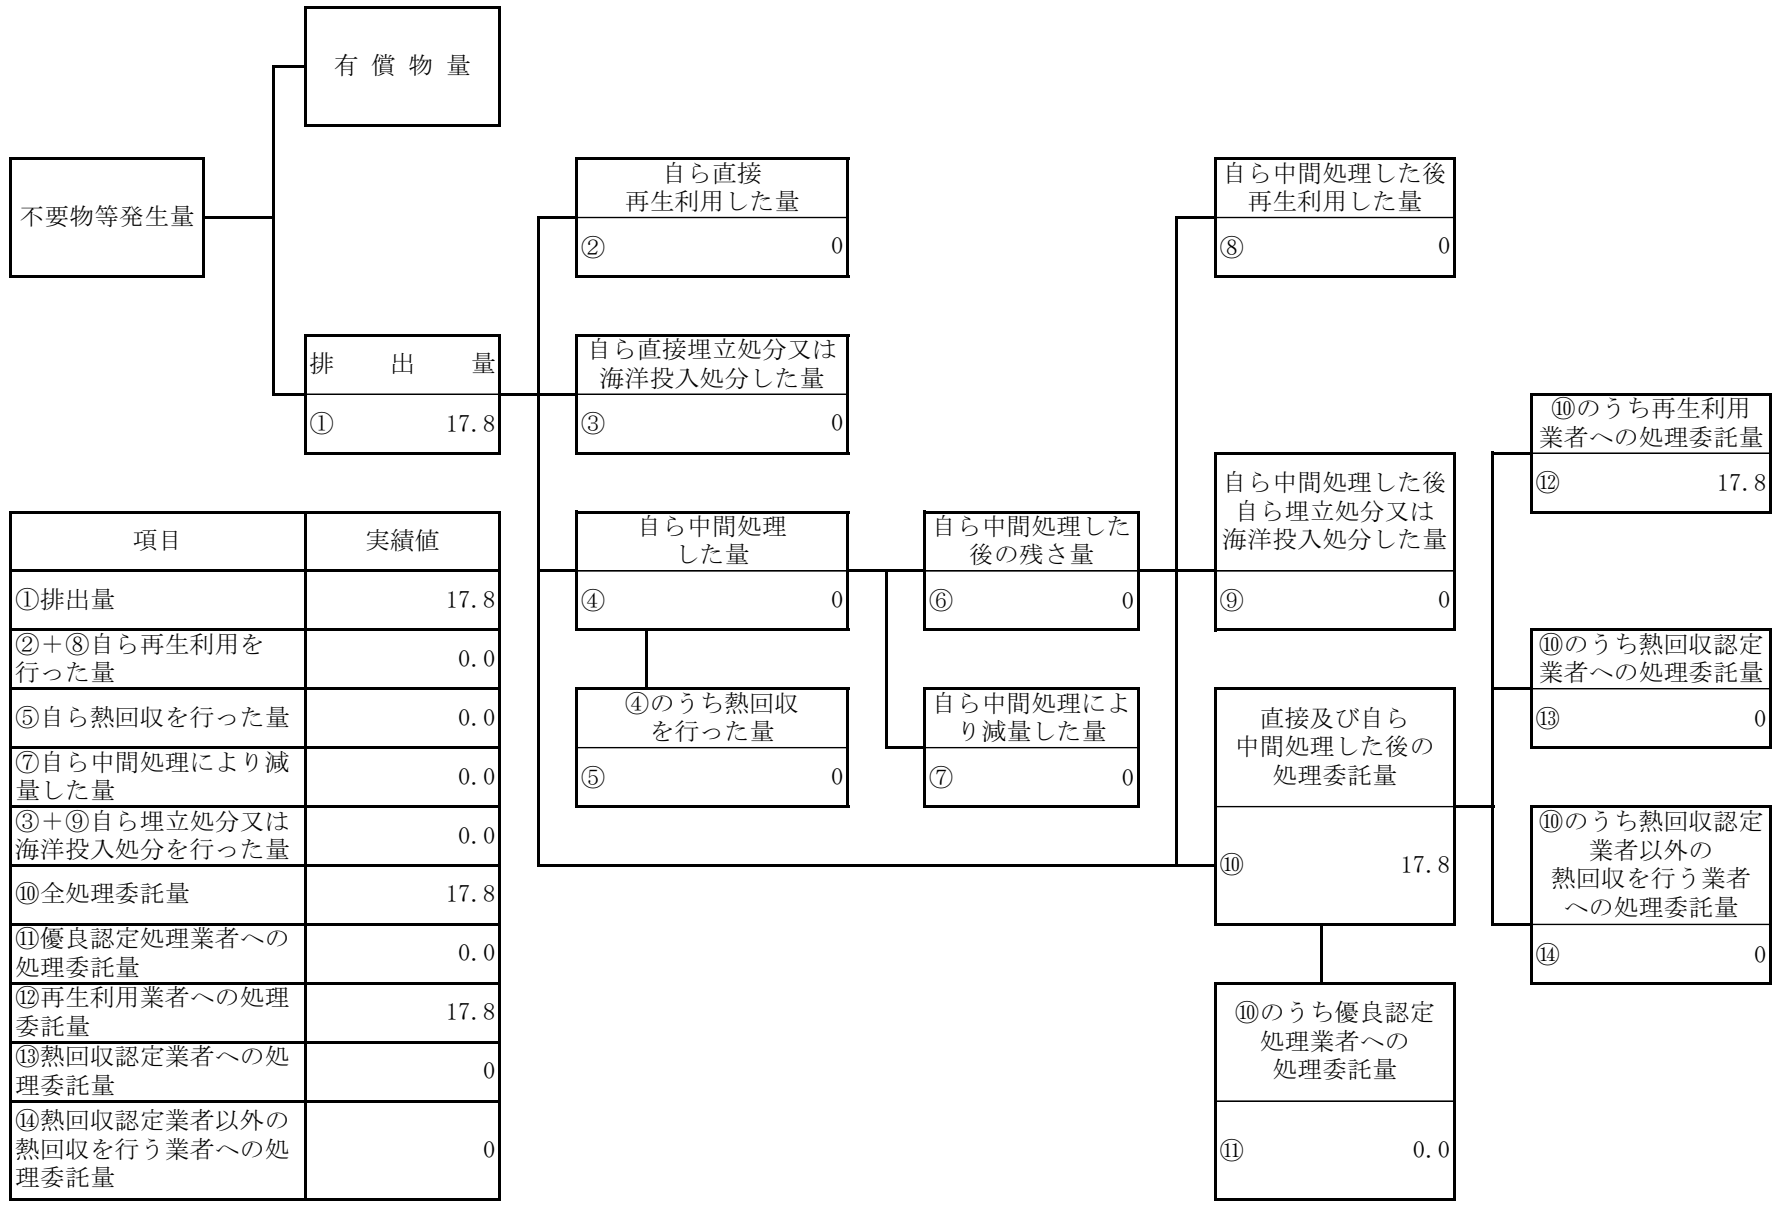 有償物量
不要物等発生量
自ら直接
再生利用した量
② 0
自ら中間処理した後
再生利用した量
⑧ 0
排出量
① 17.8
自ら直接埋立処分又は
海洋投入処分した量
③ 0
⑩のうち再生利用
業者への処理委託量
⑫ 17.8
自ら中間処理した後
自ら埋立処分又は
海洋投入処分した量
⑨ 0
自ら中間処理
した量
④ 0
自ら中間処理した
後の残さ量
⑥ 0
⑩のうち熱回収認定
業者への処理委託量
⑬ 0
④のうち熱回収
を行った量
⑤ 0
自ら中間処理によ
り減量した量
⑦ 0
直接及び自ら
中間処理した後の
処理委託量
⑩ 17.8
⑩のうち熱回収認定
業者以外の
熱回収を行う業者
への処理委託量
⑭ 0
⑩のうち優良認定
処理業者への
処理委託量
⑪ 0.0
項目 実績値
①排出量 17.8
②+⑧自ら再生利用を
行った量 0.0
⑤自ら熱回収を行った量 0.0
⑦自ら中間処理により減
量した量 0.0
③+⑨自ら埋立処分又は
海洋投入処分を行った量 0.0
⑩全処理委託量 17.8
⑪優良認定処理業者への
処理委託量 0.0
⑫再生利用業者への処理
委託量 17.8
⑬熱回収認定業者への処
理委託量 0
⑭熱回収認定業者以外の
熱回収を行う業者への処
理委託量 0